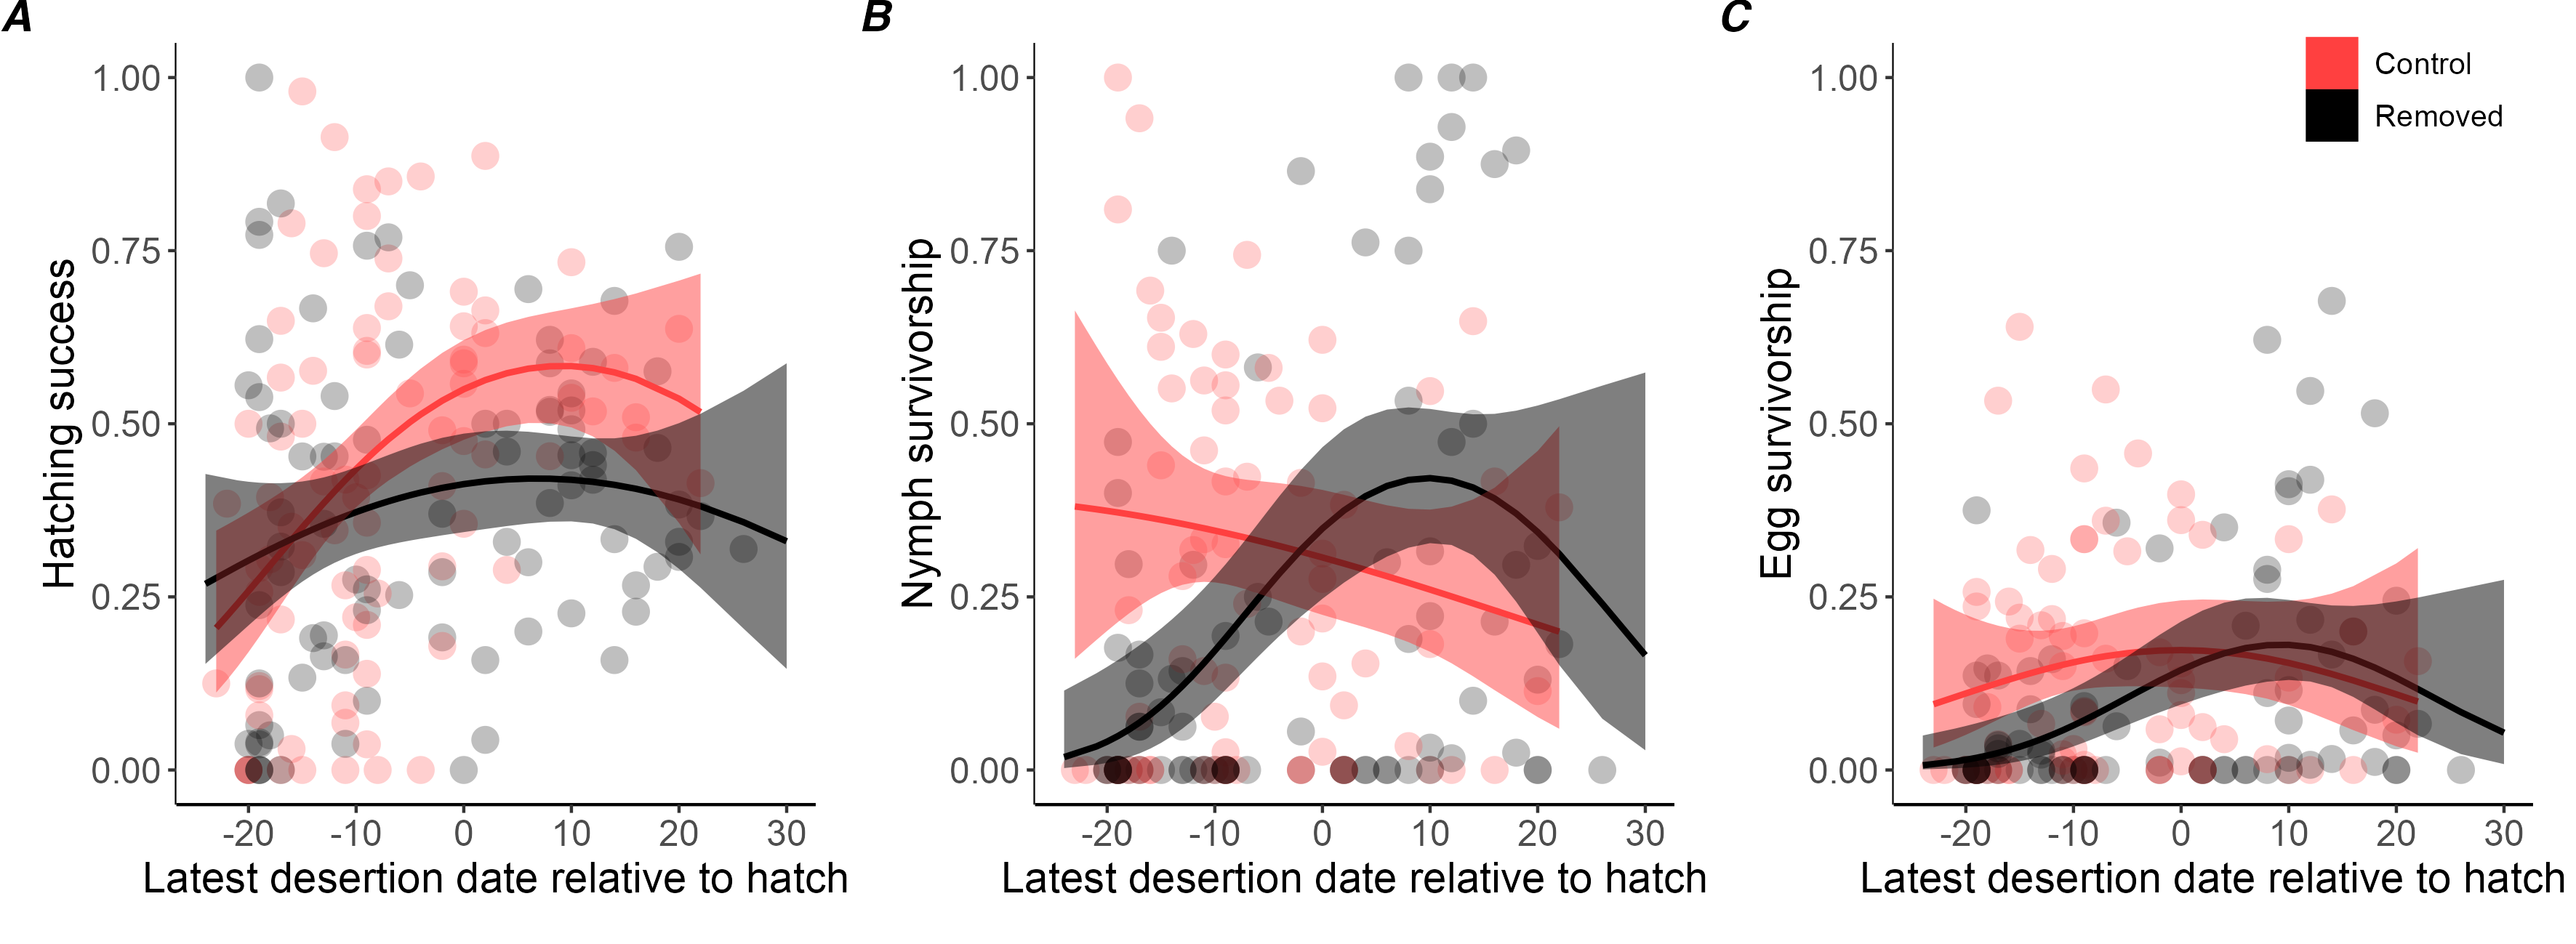 A
Hatching success
1.00
0.75
0.50
0.25
0.00
-20 -10 0 10 20 30
Latest desertion date relative to hatch
B
Nymph survivorship
1.00
0.75
0.50
0.25
0.00
-20 -10 0 10 20 30
Latest desertion date relative to hatch
C
Egg survivorship
1.00
0.75
0.50
0.25
0.00
-20 -10 0 10 20 30
Latest desertion date relative to hatch
Control
Removed